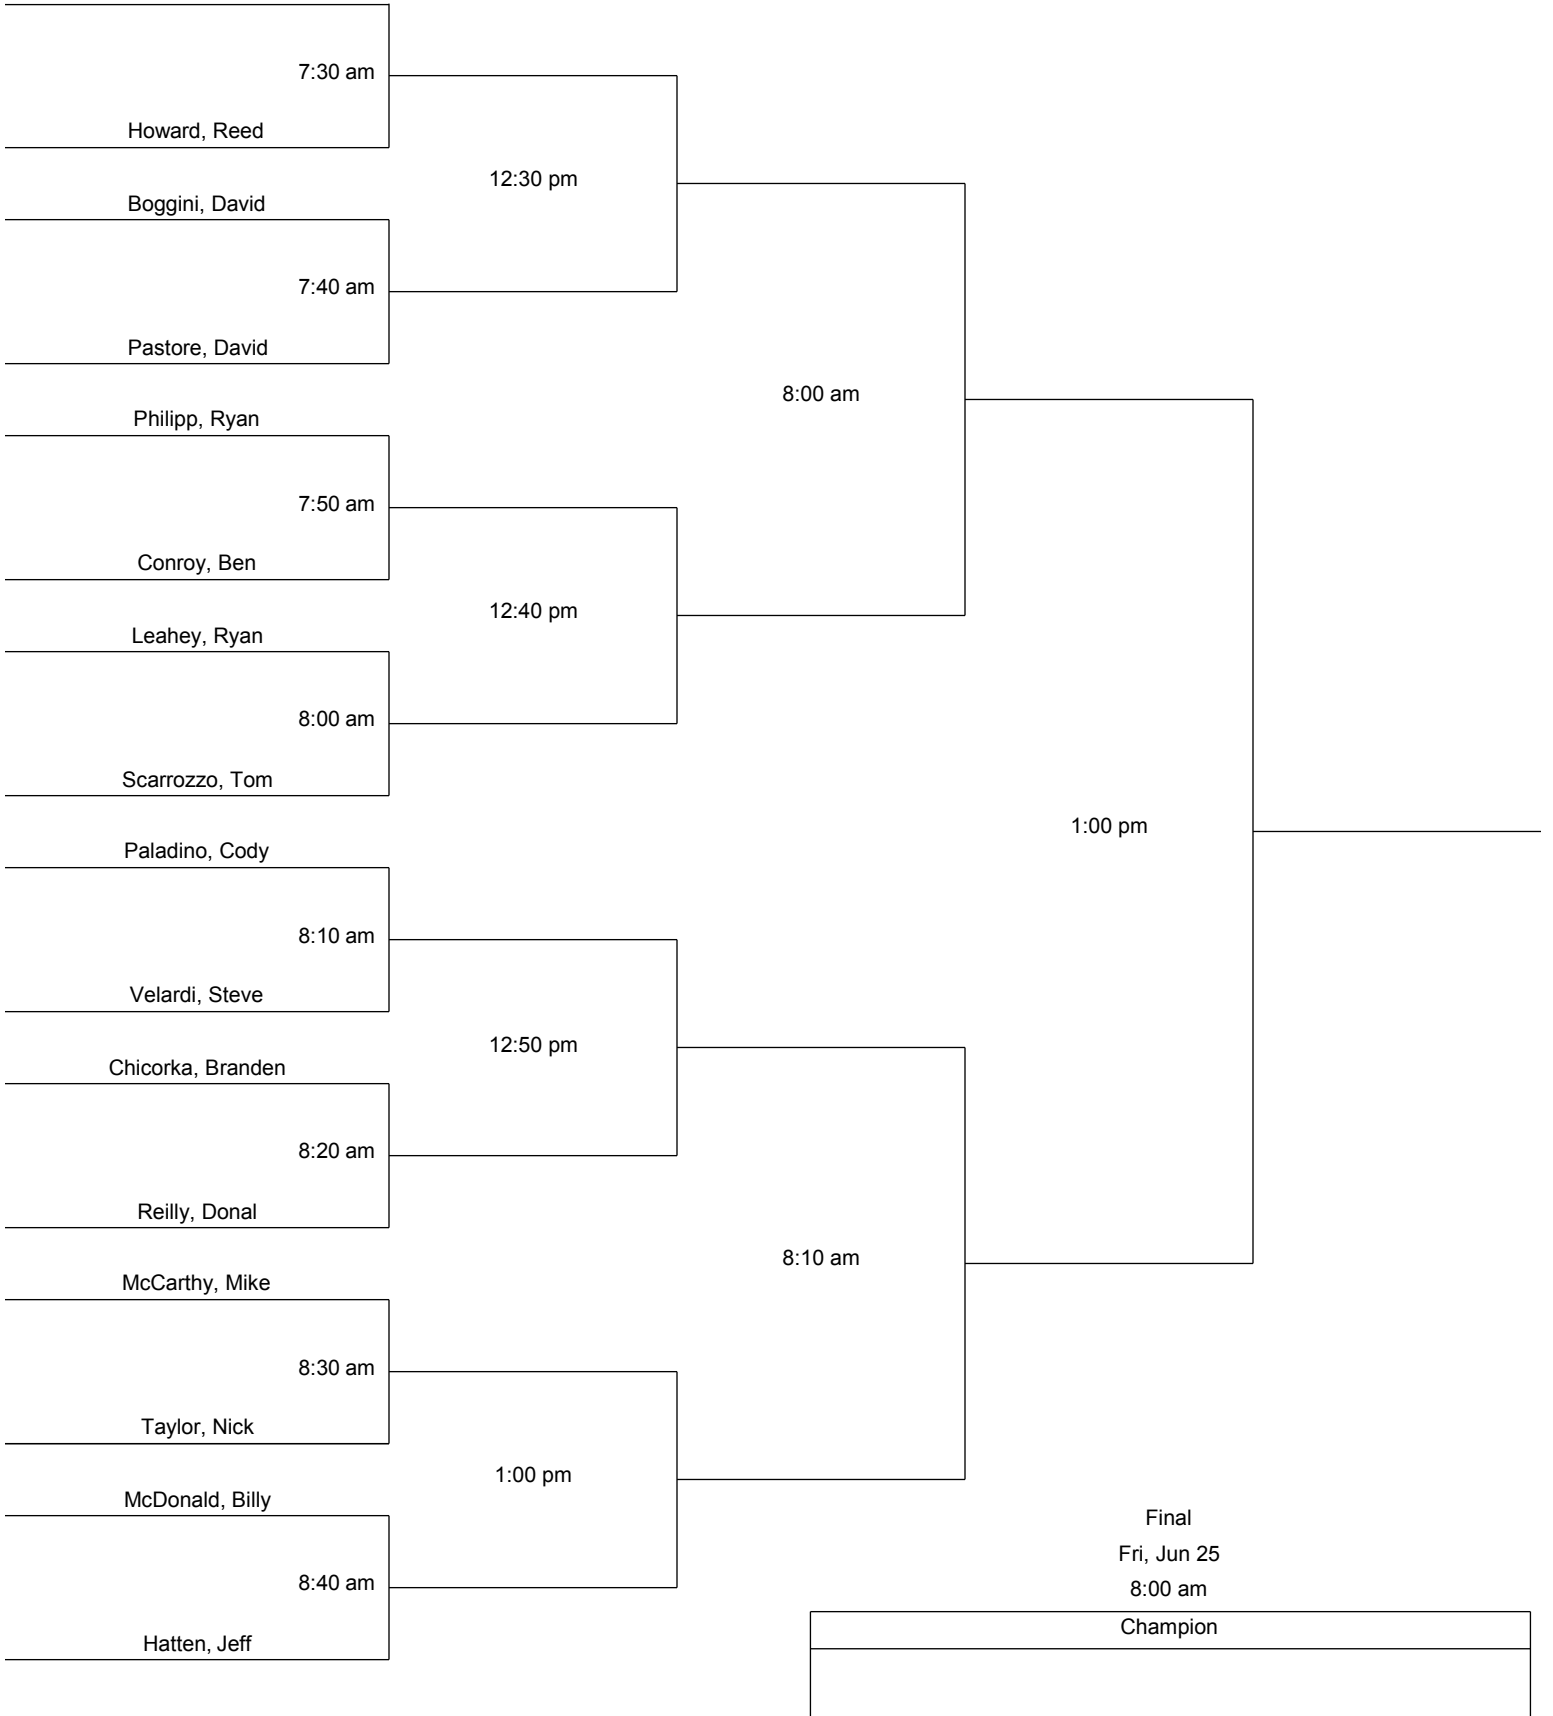 7:30 am
Howard, Reed
12:30 pm
Boggini, David
7:40 am
Pastore, David
8:00 am
Philipp, Ryan
7:50 am
Conroy, Ben
12:40 pm
Leahey, Ryan
8:00 am
Scarrozzo, Tom
1:00 pm
Paladino, Cody
8:10 am
Velardi, Steve
12:50 pm
Chicorka, Branden
8:20 am
Reilly, Donal
8:10 am
McCarthy, Mike
8:30 am
Taylor, Nick
1:00 pm
McDonald, Billy
8:40 am
Hatten, Jeff
Final
Fri, Jun 25
8:00 am
Champion